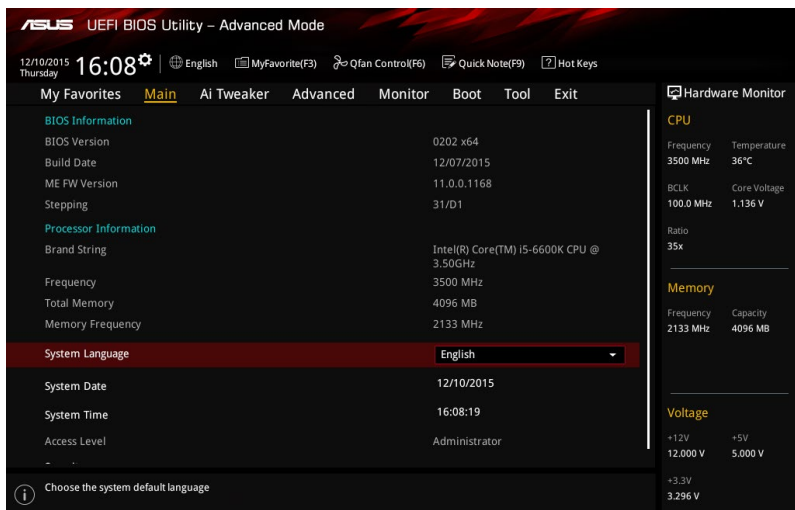 ASUS UEFI BIOS Utility – Advanced Mode
12/10/2015
Thursday
16:08
English MyFavorite(F3) Qfan Control(F6) Quick Note(F9) ? Hot Keys
My Favorites Main Ai Tweaker Advanced Monitor Boot Tool Exit
BIOS Information
BIOS Version 0202 x64
Build Date 12/07/2015
ME FW Version 11.0.0.1168
Stepping 31/D1
Processor Information
Brand String Intel(R) Core(TM) i5-6600K CPU @
3.50GHz
Frequency 3500 MHz
Total Memory 4096 MB
Memory Frequency 2133 MHz
System Language English
System Date 12/10/2015
System Time 16:08:19
Access Level Administrator
i Choose the system default language
Hardware Monitor
CPU
Frequency Temperature
3500 MHz 36°C
BCLK Core Voltage
100.0 MHz 1.136 V
Ratio
35x
Memory
Frequency Capacity
2133 MHz 4096 MB
Voltage
+12V +5V
12.000 V 5.000 V
+3.3V
3.296 V